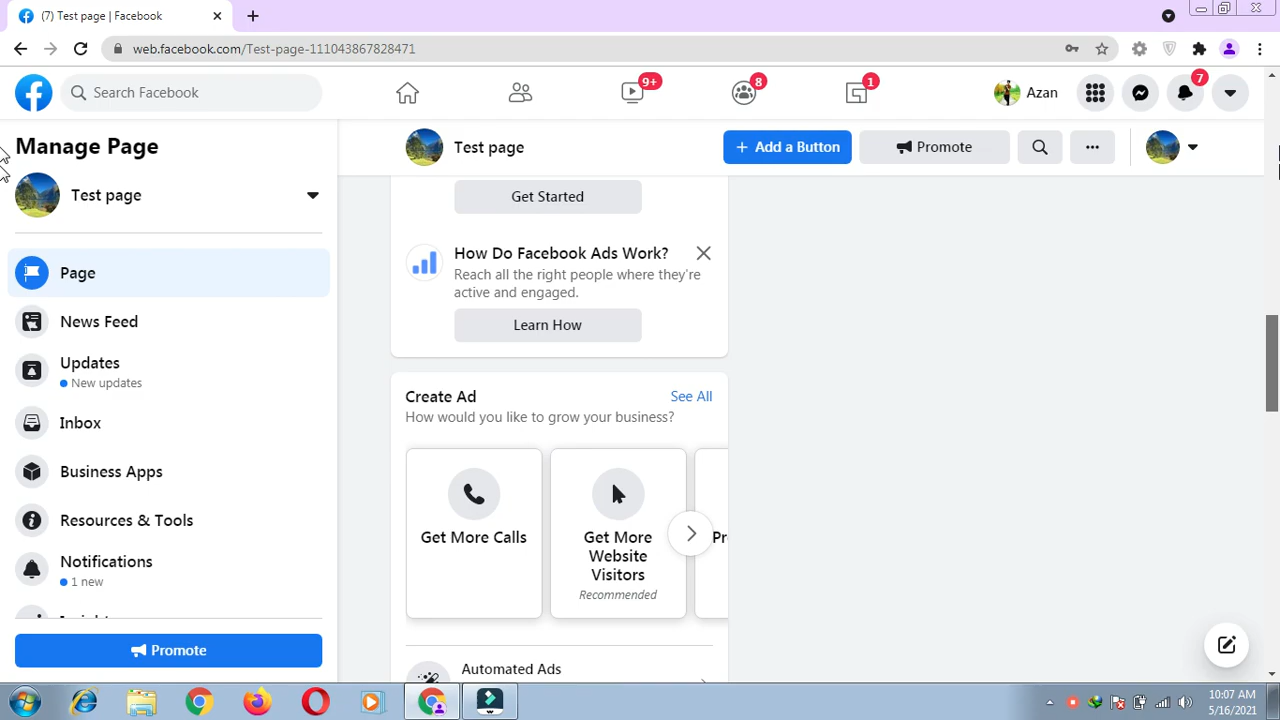 (7) Test page | Facebook
web.facebook.com/Test-page-111043867828471
Search Facebook
9+
8
1
Azan
7
Manage Page
Test page
Page
News Feed
Updates
New updates
Inbox
Business Apps
Resources & Tools
Notifications
1 new
Promote
Test page
+ Add a Button
Promote
Get Started
How Do Facebook Ads Work?
Reach all the right people where they're
active and engaged.
Learn How
Create Ad
See All
How would you like to grow your business?
Get More Calls
Get More
Website
Visitors
Recommended
Automated Ads
10:07 AM
5/16/2021